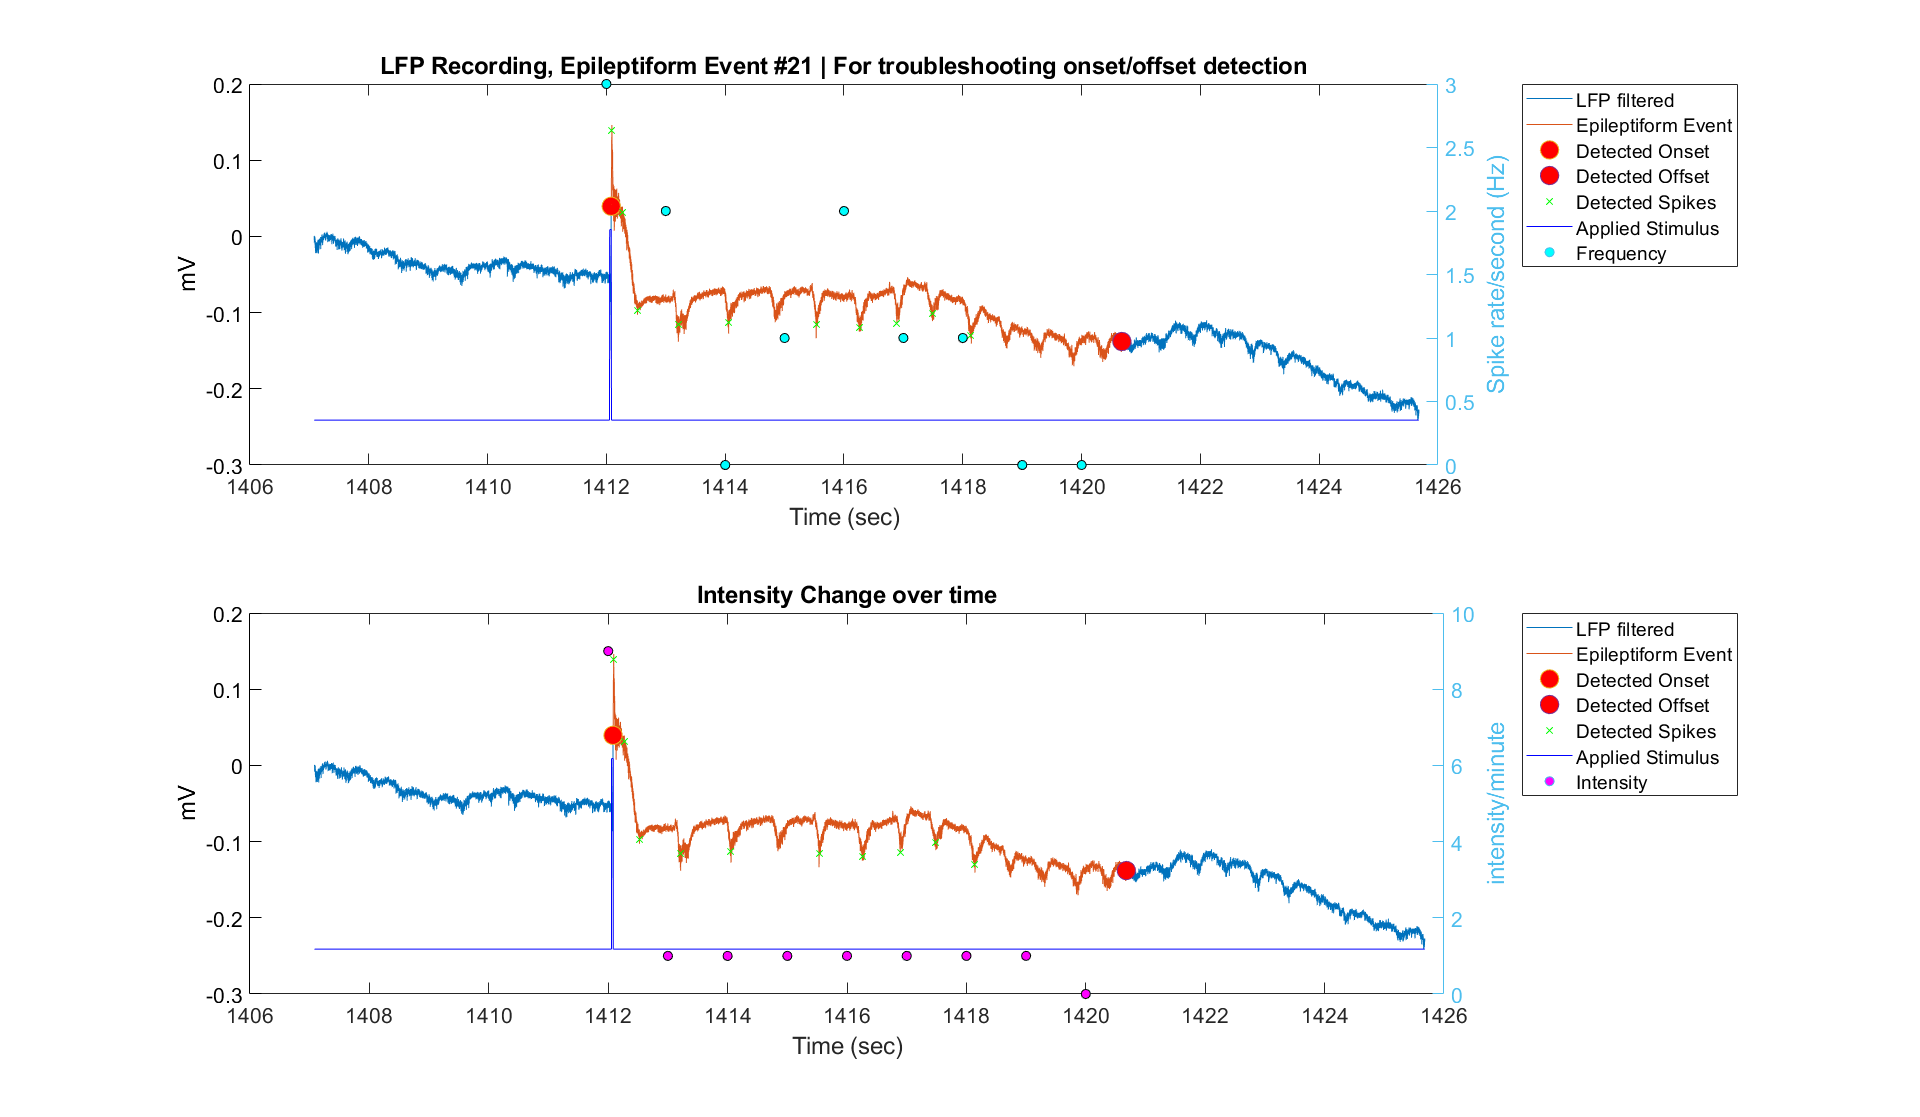 LFP Recording, Epileptiform Event #21 | For troubleshooting onset/offset detection
0.2
0.1
0
-0.1
-0.2
-0.3
mV
3
2.5
2
1.5
1
0.5
0
Spike rate/second (Hz)
1406 1408 1410 1412 1414 1416 1418 1420 1422 1424 1426
Time (sec)
LFP filtered
Epileptiform Event
Detected Onset
Detected Offset
Detected Spikes
Applied Stimulus
Frequency
Intensity Change over time
0.2
0.1
0
-0.1
-0.2
-0.3
mV
10
8
6
4
2
0
intensity/minute
1406 1408 1410 1412 1414 1416 1418 1420 1422 1424 1426
Time (sec)
LFP filtered
Epileptiform Event
Detected Onset
Detected Offset
Detected Spikes
Applied Stimulus
Intensity